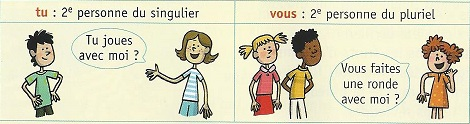 tu : 2e personne du singulier
Tu joues
avec moi ?
vous : 2e personne du pluriel
Vous faites
une ronde
avec moi ?